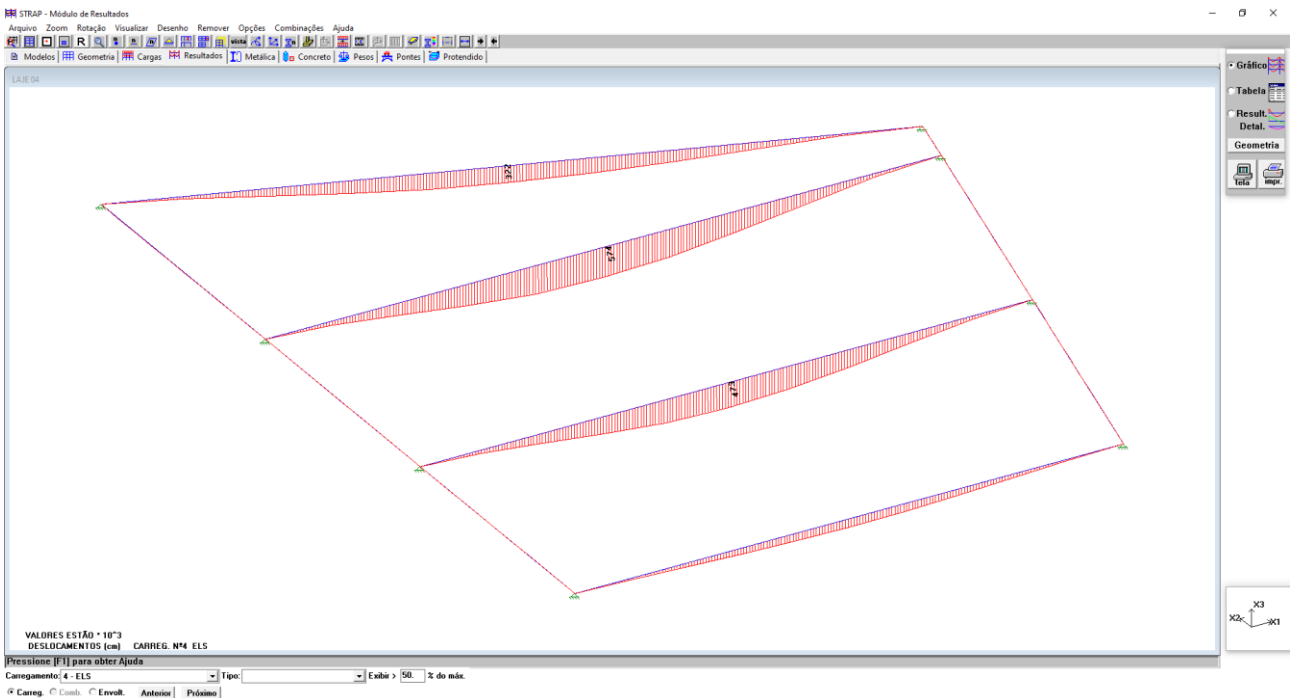 STRAP - Módulo de Resultados
Arquivo Zoom Rotação Visualizar Desenho Remover Opções Combinações Ajuda
R vista
Modelos Geometria Cargas Resultados Metálica Concreto Pesos Pontes Protendido
LAJE 04
Gráfico
Tabela
Result.
Detal.
Geometria
tela impr.
322
574
473
X3
X2 X1
VALORES ESTÃO * 10^3
DESLOCAMENTOS (cm) CARREG. Nº4 ELS
Pressione [F1] para obter Ajuda
Carregamento: 4 - ELS Tipo: Exibir > 50. % do máx.
Carreg. Comb. Envolt. Anterior Próximo